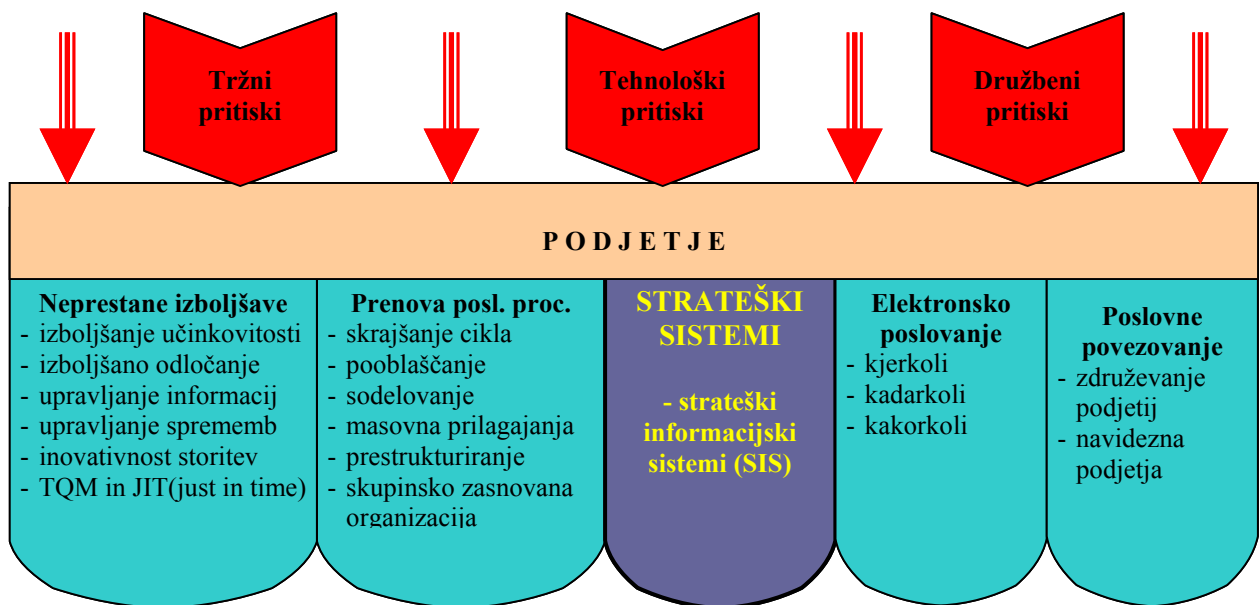 Tržni
pritiski
Tehnološki
pritiski
Družbeni
pritiski
P O D J E T J E
Neprestane izboljšave
- izboljšanje učinkovitosti
- izboljšano odločanje
- upravljanje informacij
- upravljanje sprememb
- inovativnost storitev
- TQM in JIT(just in time)
Prenova posl. proc.
- skrajšanje cikla
- pooblaščanje
- sodelovanje
- masovna prilagajanja
- prestrukturiranje
- skupinsko zasnovana
organizacija
STRATEŠKI
SISTEMI
- strateški
informacijski
sistemi (SIS)
Elektronsko
poslovanje
- kjerkoli
- kadarkoli
- kakorkoli
Poslovne
povezovanje
- združevanje
podjetij
- navidezna
podjetja